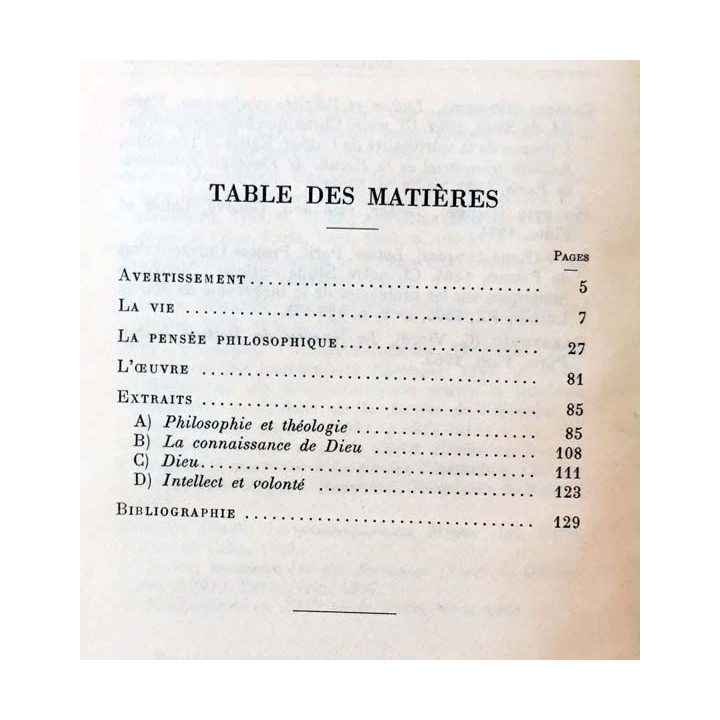 TABLE DES MATIÈRES
PAGES
AVERTISSEMENT ................................ 5
LA VIE ....................................... 7
LA PENSÉE PHILOSOPHIQUE....................... 27
L'ŒUVRE ...................................... 81
EXTRAITS ..................................... 85
A) Philosophie et théologie .................. 85
B) La connaissance de Dieu ................... 108
C) Dieu....................................... 111
D) Intellect et volonté ...................... 123
BIBLIOGRAPHIE ................................ 129